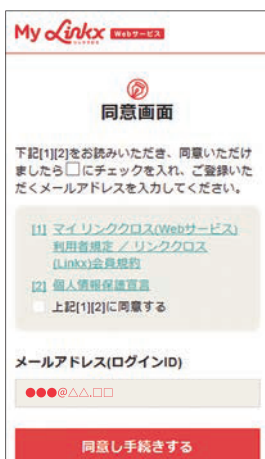 My Linkx Webサービス
リンククロス
同意画面
下記[1][2]をお読みいただき、同意いただけ
ましたら□にチェックを入れ、ご登録いた
だくメールアドレスを入力してください。
[1] マイ リンククロス(Webサービス)
利用者規定 ／ リンククロス
(Linkx)会員規約
[2] 個人情報保護宣言
上記[1][2]に同意する
メールアドレス(ログインID)
●●●@△△.□□
同意し手続きする